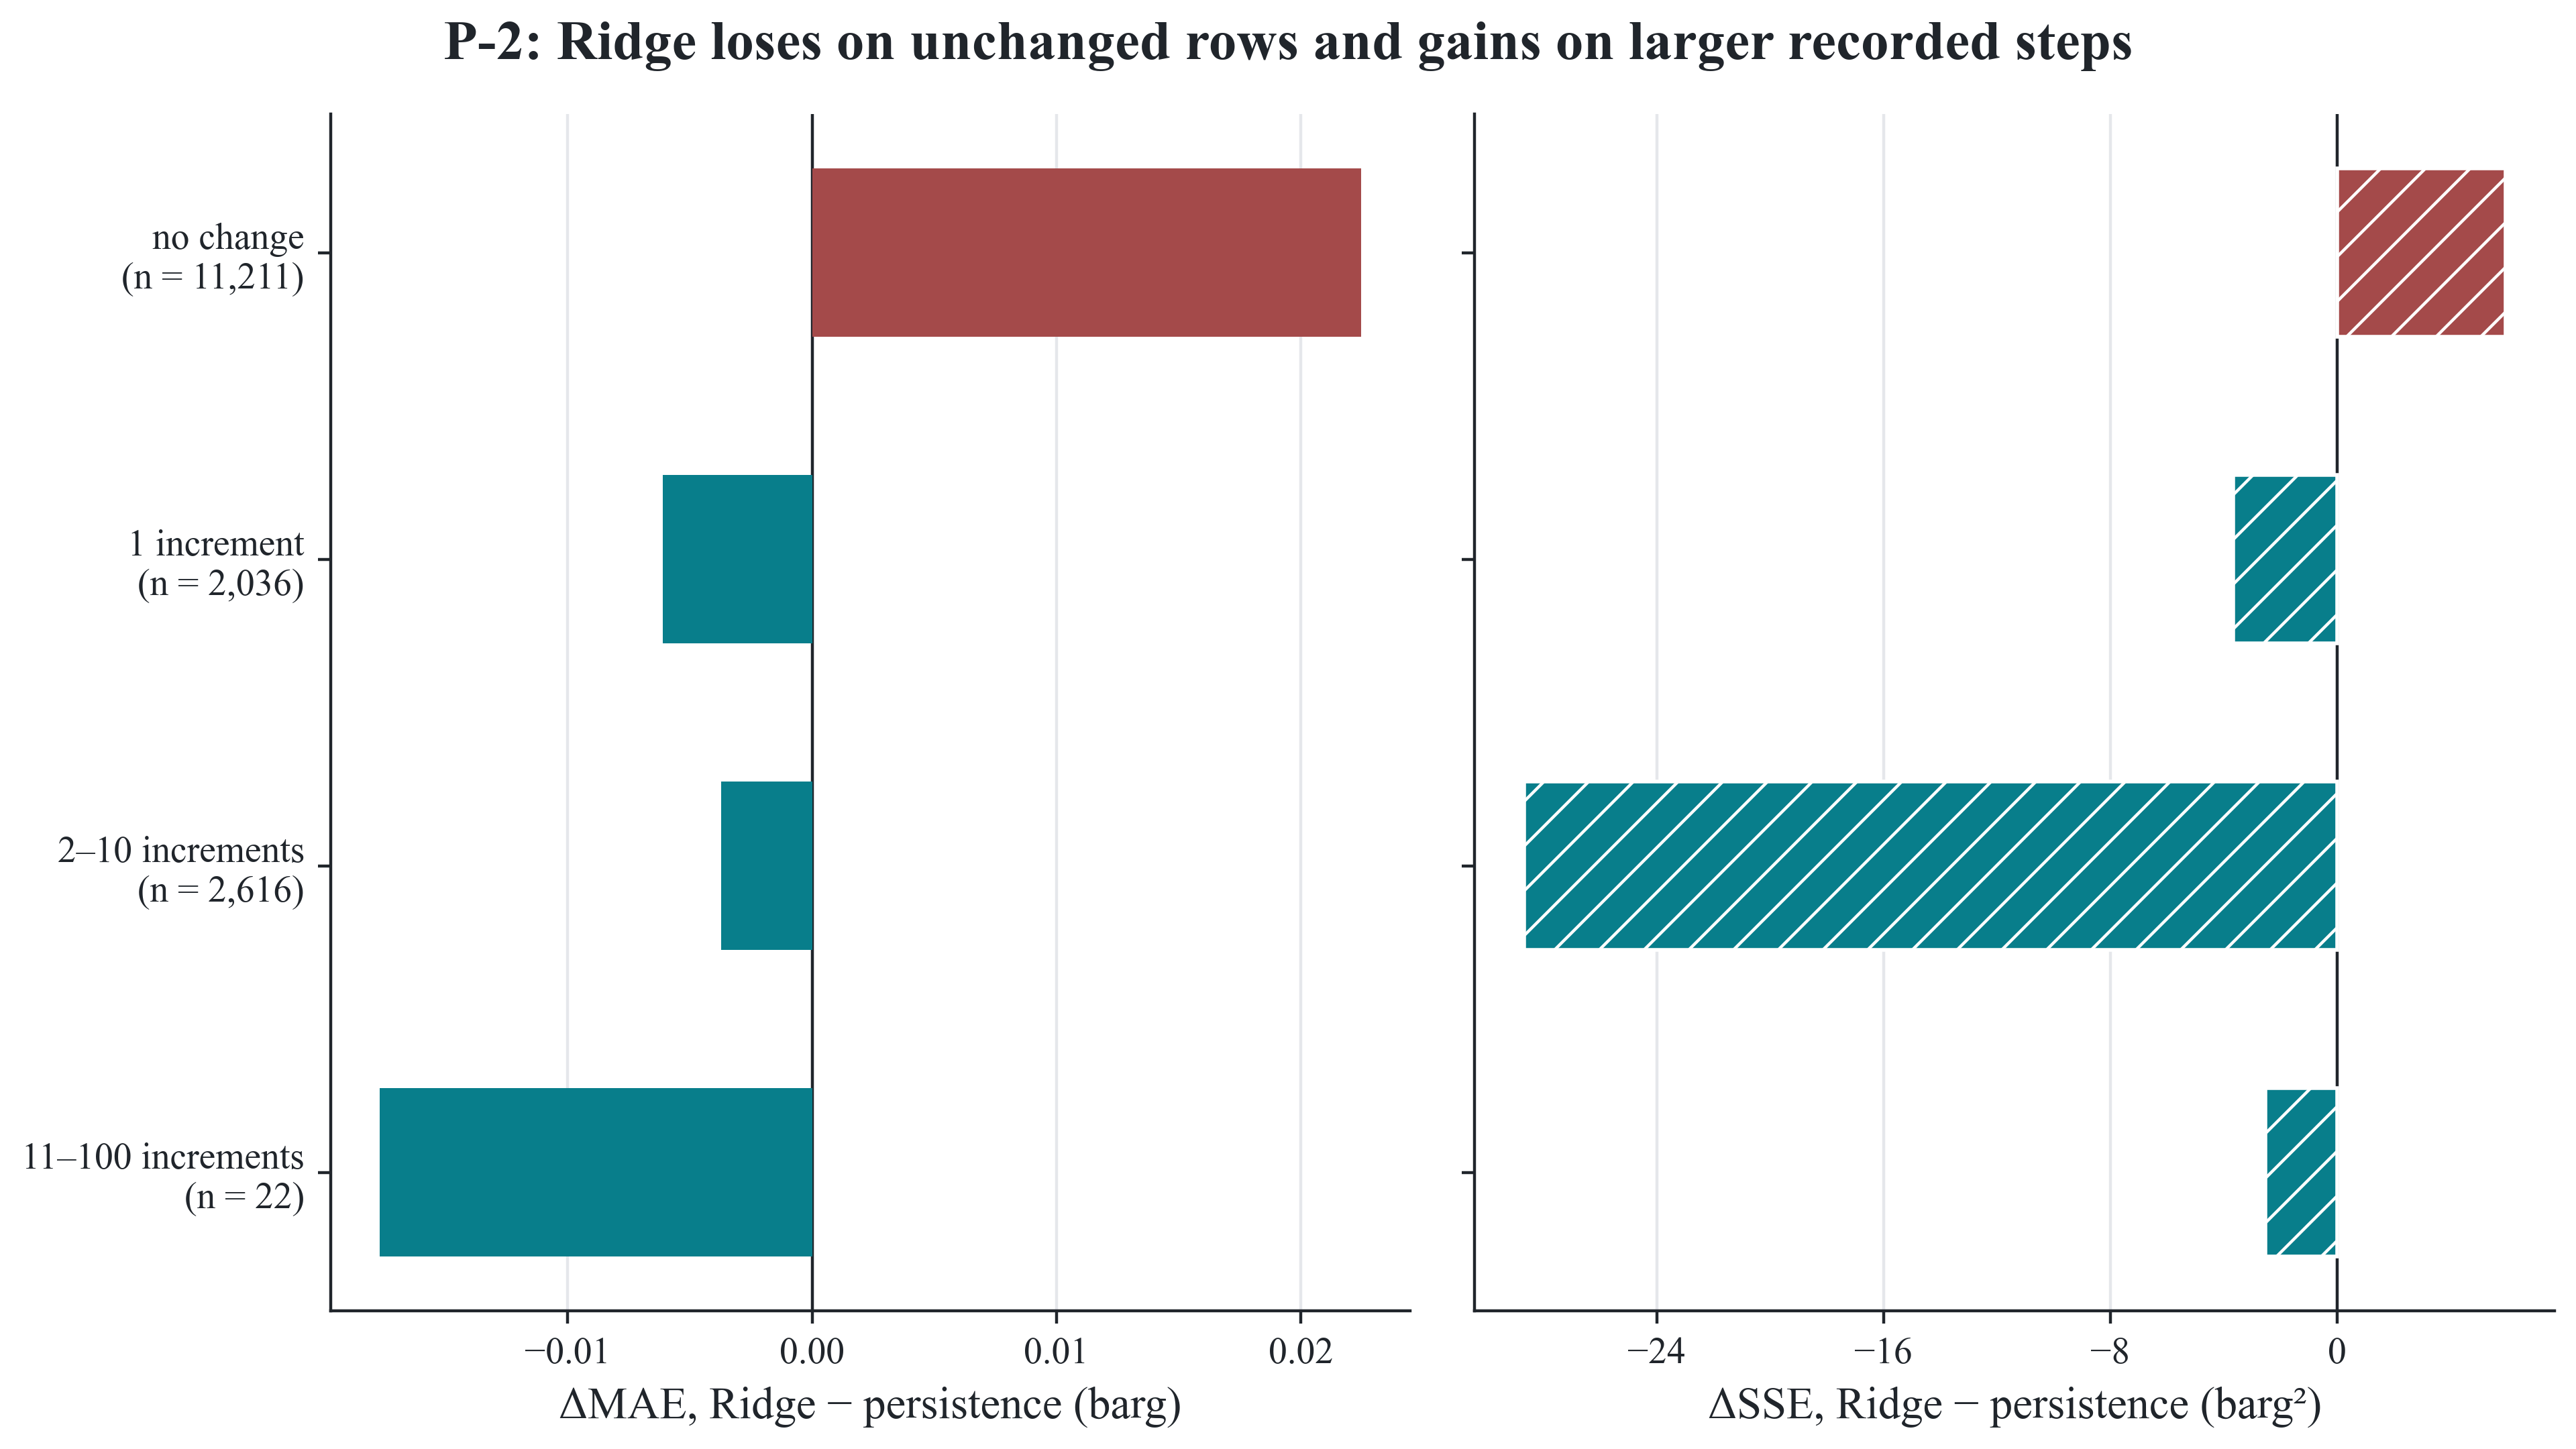 P-2: Ridge loses on unchanged rows and gains on larger recorded steps
no change
(n = 11,211)
1 increment
(n = 2,036)
2–10 increments
(n = 2,616)
11–100 increments
(n = 22)
−0.01 0.00 0.01 0.02
ΔMAE, Ridge − persistence (barg)
−24 −16 −8 0
ΔSSE, Ridge − persistence (barg²)